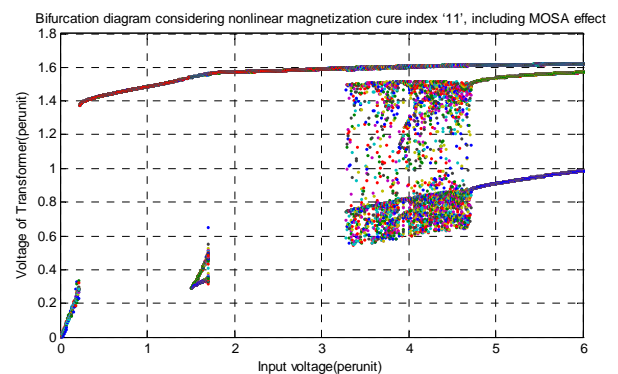 Bifurcation diagram considering nonlinear magnetization cure index '11', including MOSA effect
1.8
1.6
1.4
1.2
1
0.8
0.6
0.4
0.2
0
Voltage of Transformer(perunit)
0 1 2 3 4 5 6
Input voltage(perunit)